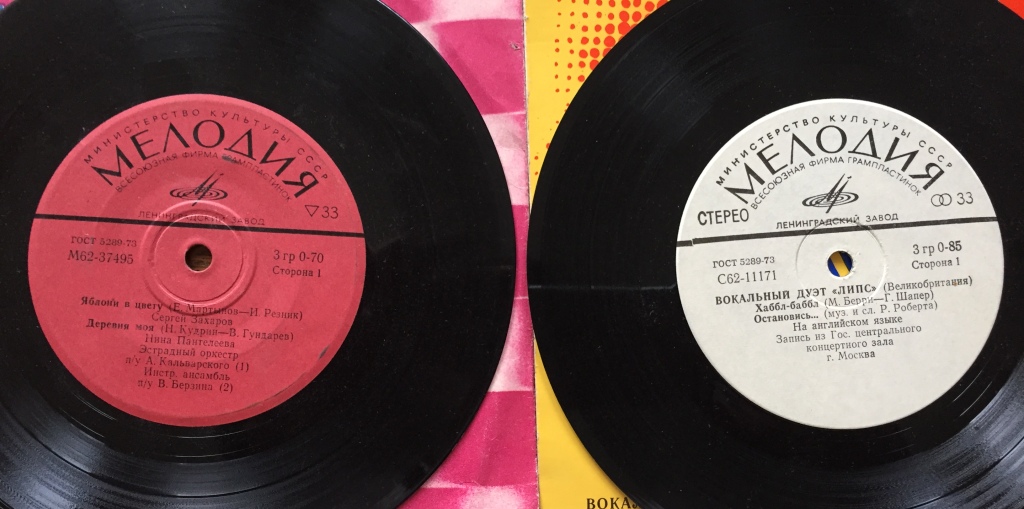 МИНИСТЕРСТВО КУЛЬТУРЫ СССР
МЕЛОДИЯ
ВСЕСОЮЗНАЯ ФИРМА ГРАМПЛАСТИНОК
▽33
ЛЕНИНГРАДСКИЙ ЗАВОД
ГОСТ 5289-73
М62-37495
3 гр 0-70
Сторона 1
Яблони в цвету (Е. Мартынов—И. Резник)
Сергей Захаров
Деревня моя (Н. Кудрин—В. Гундарев)
Нина Пантелеева
Эстрадный оркестр
п/у А. Кальварского (1)
Инстр. ансамбль
п/у В. Берзина (2)
МИНИСТЕРСТВО КУЛЬТУРЫ СССР
МЕЛОДИЯ
ВСЕСОЮЗНАЯ ФИРМА ГРАМПЛАСТИНОК
СТЕРЕО
33
ЛЕНИНГРАДСКИЙ ЗАВОД
ГОСТ 5289-73
С62-11171
3 гр 0-85
Сторона 1
ВОКАЛЬНЫЙ ДУЭТ «ЛИПС» (Великобритания)
Хаббл-баббл (М. Берри—Г. Шапер)
Остановись... (муз. и сл. Р. Роберта)
На английском языке
Запись из Гос. центрального
концертного зала
г. Москва